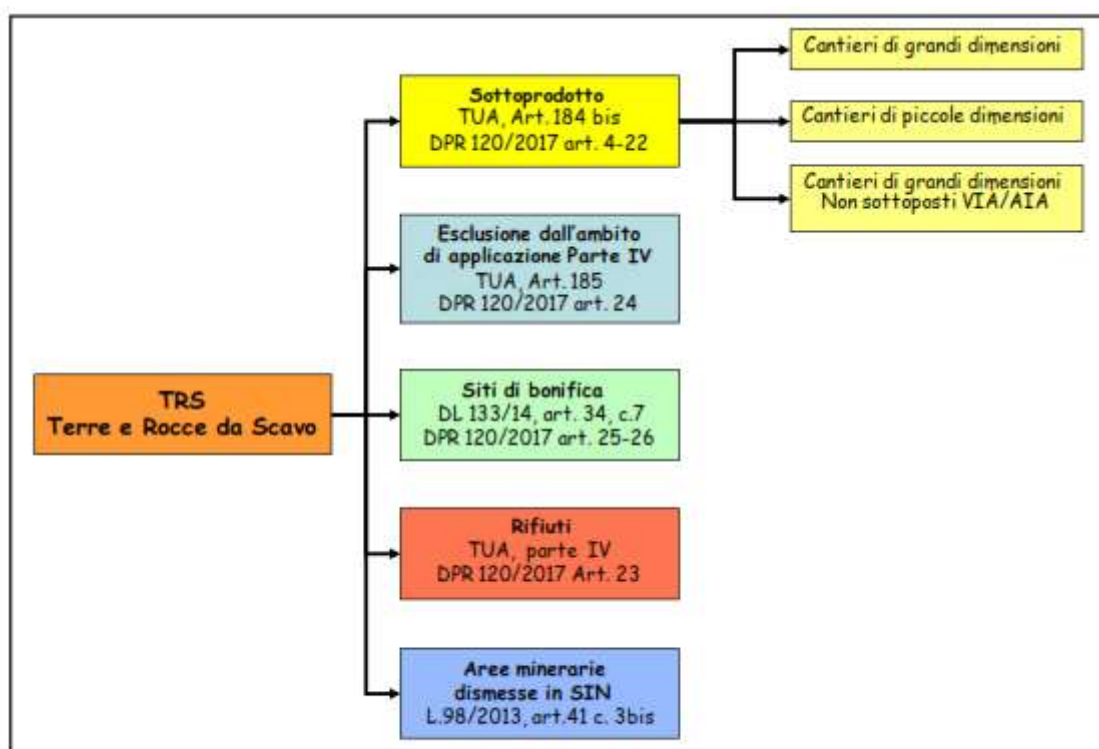 TRS
Terre e Rocce da Scavo
Sottoprodotto
TUA, Art. 184 bis
DPR 120/2017 art. 4-22
Cantieri di grandi dimensioni
Cantieri di piccole dimensioni
Cantieri di grandi dimensioni
Non sottoposti VIA/AIA
Esclusione dall'ambito
di applicazione Parte IV
TUA, Art. 185
DPR 120/2017 art. 24
Siti di bonifica
DL 133/14, art. 34, c.7
DPR 120/2017 art. 25-26
Rifiuti
TUA, parte IV
DPR 120/2017 Art. 23
Aree minerarie
dismesse in SIN
L.98/2013, art.41 c. 3bis